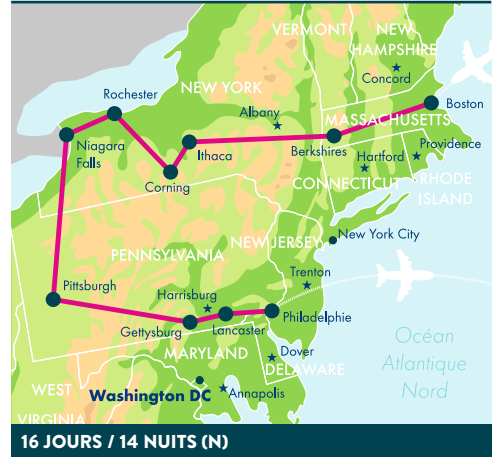 VERMONT
NEW
HAMPSHIRE
Concord
Rochester
NEW YORK
Albany
Boston
MASSACHUSETTS
Niagara
Falls
Ithaca
Berkshires
Hartford
Providence
Corning
CONNECTICUT
RHODE
ISLAND
NEW JERSEY
New York City
PENNSYLVANIA
Trenton
Pittsburgh
Harrisburg
Philadelphie
Gettysburg
Lancaster
Océan
Atlantique
Nord
MARYLAND
Dover
DELAWARE
WEST
VIRGINIA
Washington DC
Annapolis
16 JOURS / 14 NUITS (N)